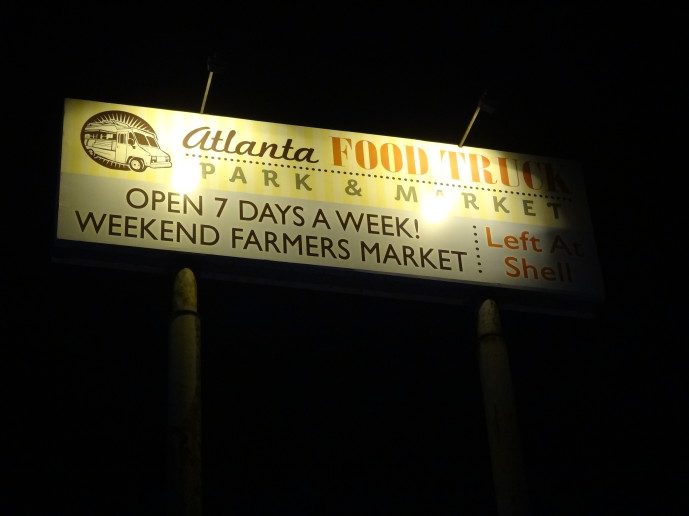 Atlanta FOOD TRUCK
PARK & MARKET
OPEN 7 DAYS A WEEK!
WEEKEND FARMERS MARKET
Left At
Shell